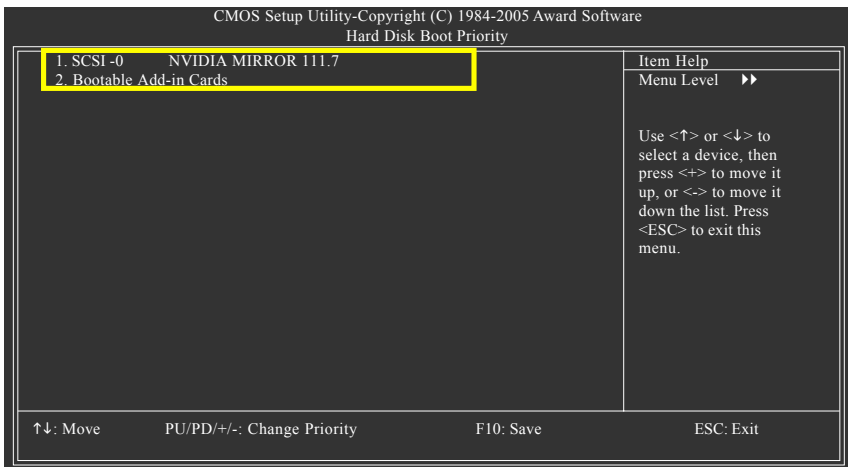 CMOS Setup Utility-Copyright (C) 1984-2005 Award Software
Hard Disk Boot Priority
1. SCSI -0 NVIDIA MIRROR 111.7
2. Bootable Add-in Cards
Item Help
Menu Level
Use <↑> or <↓> to
select a device, then
press <+> to move it
up, or <-> to move it
down the list. Press
<ESC> to exit this
menu.
↑↓: Move PU/PD/+/-: Change Priority F10: Save ESC: Exit